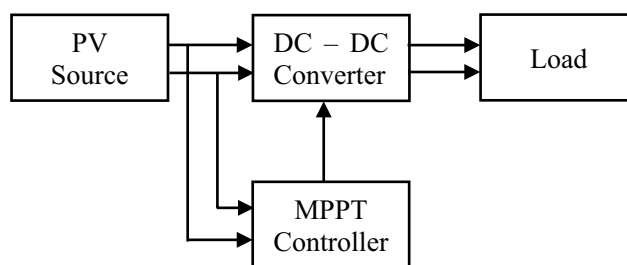 PV
Source
DC – DC
Converter
Load
MPPT
Controller